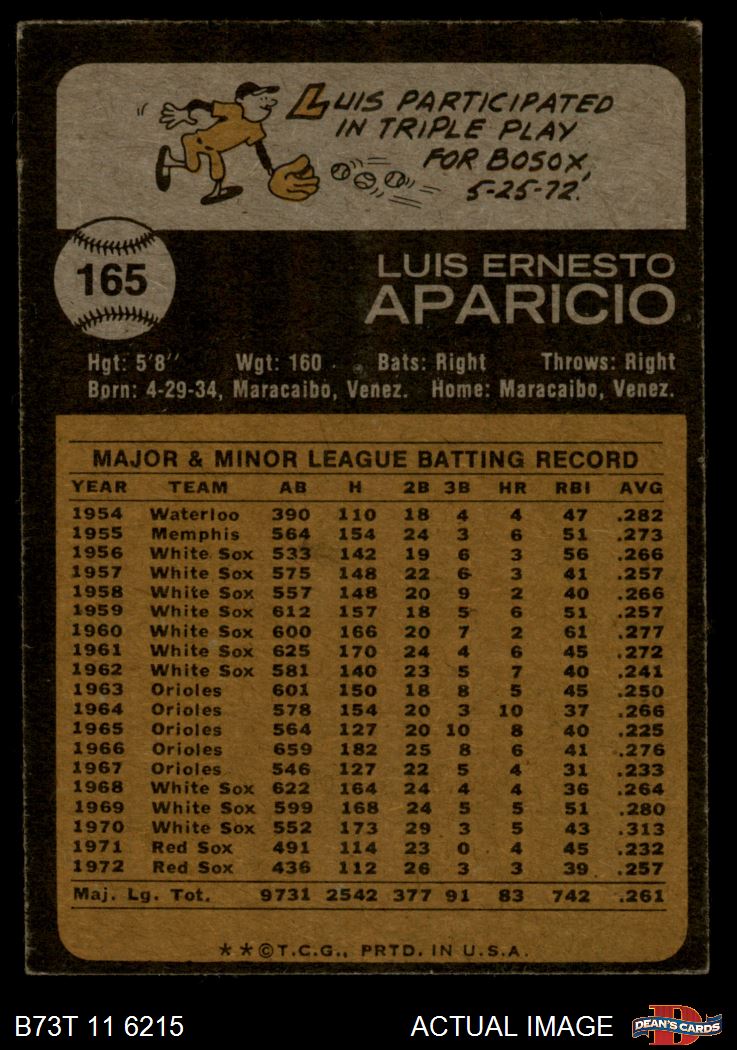 LUIS PARTICIPATED
IN TRIPLE PLAY
FOR BOSOX,
5-25-72.
165
LUIS ERNESTO
APARICIO
Hgt: 5'8" Wgt: 160 Bats: Right Throws: Right
Born: 4-29-34, Maracaibo, Venez. Home: Maracaibo, Venez.
MAJOR & MINOR LEAGUE BATTING RECORD
YEAR TEAM AB H 2B 3B HR RBI AVG
1954 Waterloo 390 110 18 4 4 47 .282
1955 Memphis 564 154 24 3 6 51 .273
1956 White Sox 533 142 19 6 3 56 .266
1957 White Sox 575 148 22 6 3 41 .257
1958 White Sox 557 148 20 9 2 40 .266
1959 White Sox 612 157 18 5 6 51 .257
1960 White Sox 600 166 20 7 2 61 .277
1961 White Sox 625 170 24 4 6 45 .272
1962 White Sox 581 140 23 5 7 40 .241
1963 Orioles 601 150 18 8 5 45 .250
1964 Orioles 578 154 20 3 10 37 .266
1965 Orioles 564 127 20 10 8 40 .225
1966 Orioles 659 182 25 8 6 41 .276
1967 Orioles 546 127 22 5 4 31 .233
1968 White Sox 622 164 24 4 4 36 .264
1969 White Sox 599 168 24 5 5 51 .280
1970 White Sox 552 173 29 3 5 43 .313
1971 Red Sox 491 114 23 0 4 45 .232
1972 Red Sox 436 112 26 3 3 39 .257
Maj. Lg. Tot. 9731 2542 377 91 83 742 .261
**©T.C.G., PRTD. IN U.S.A.
B73T 11 6215 ACTUAL IMAGE DEAN'S CARDS